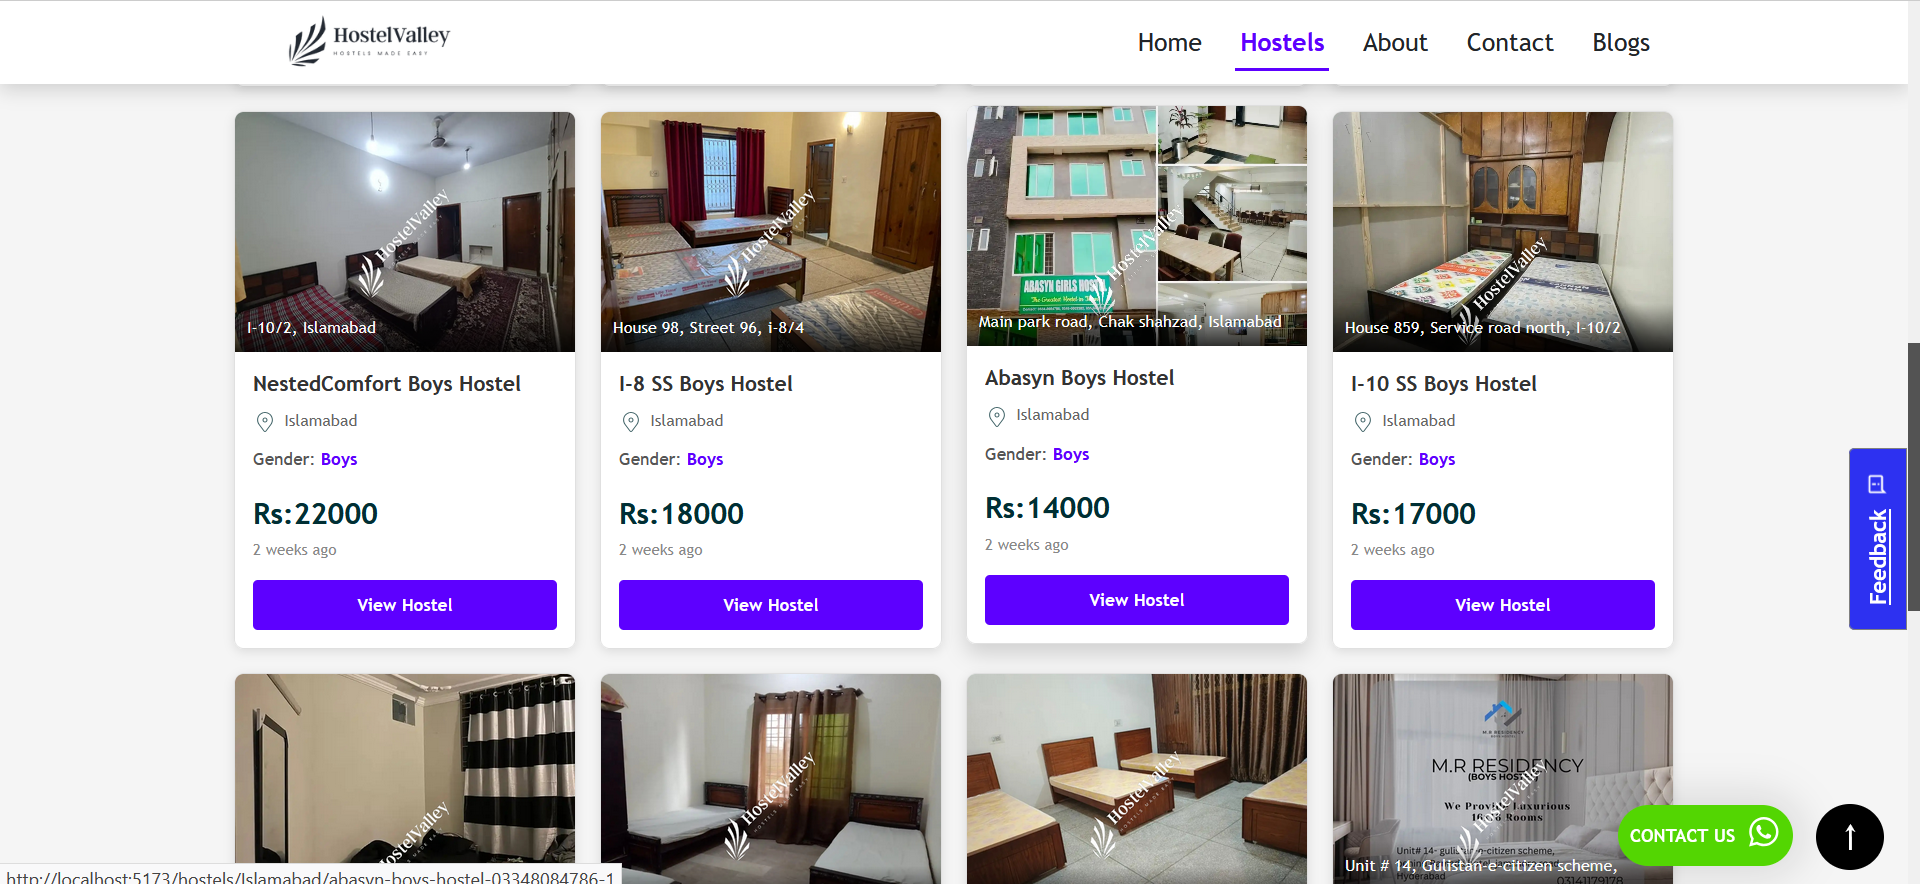 HostelValley
HOSTELS MADE EASY
Home
Hostels
About
Contact
Blogs
HostelValley
I-10/2, Islamabad
NestedComfort Boys Hostel
Islamabad
Gender: Boys
Rs:22000
2 weeks ago
View Hostel
HostelValley
House 98, Street 96, i-8/4
I-8 SS Boys Hostel
Islamabad
Gender: Boys
Rs:18000
2 weeks ago
View Hostel
HostelValley
ABASYN GIRLS HOSTEL
Main park road, Chak shahzad, Islamabad
Abasyn Boys Hostel
Islamabad
Gender: Boys
Rs:14000
2 weeks ago
View Hostel
HostelValley
House 859, Service road north, I-10/2
I-10 SS Boys Hostel
Islamabad
Gender: Boys
Rs:17000
2 weeks ago
View Hostel
Feedback
HostelValley
HostelValley
HostelValley
M.R RESIDENCY
M.R RESIDENCY
(BOYS HOSTEL)
We Provide Luxurious
Rooms
HostelValley
Unit# 14- gulistan-e-citizen scheme,
Unit # 14, Gulistan-e-citizen scheme,
Hyderabad
03141179178
CONTACT US
http://localhost:5173/hostels/Islamabad/abasyn-boys-hostel-03348084786-1